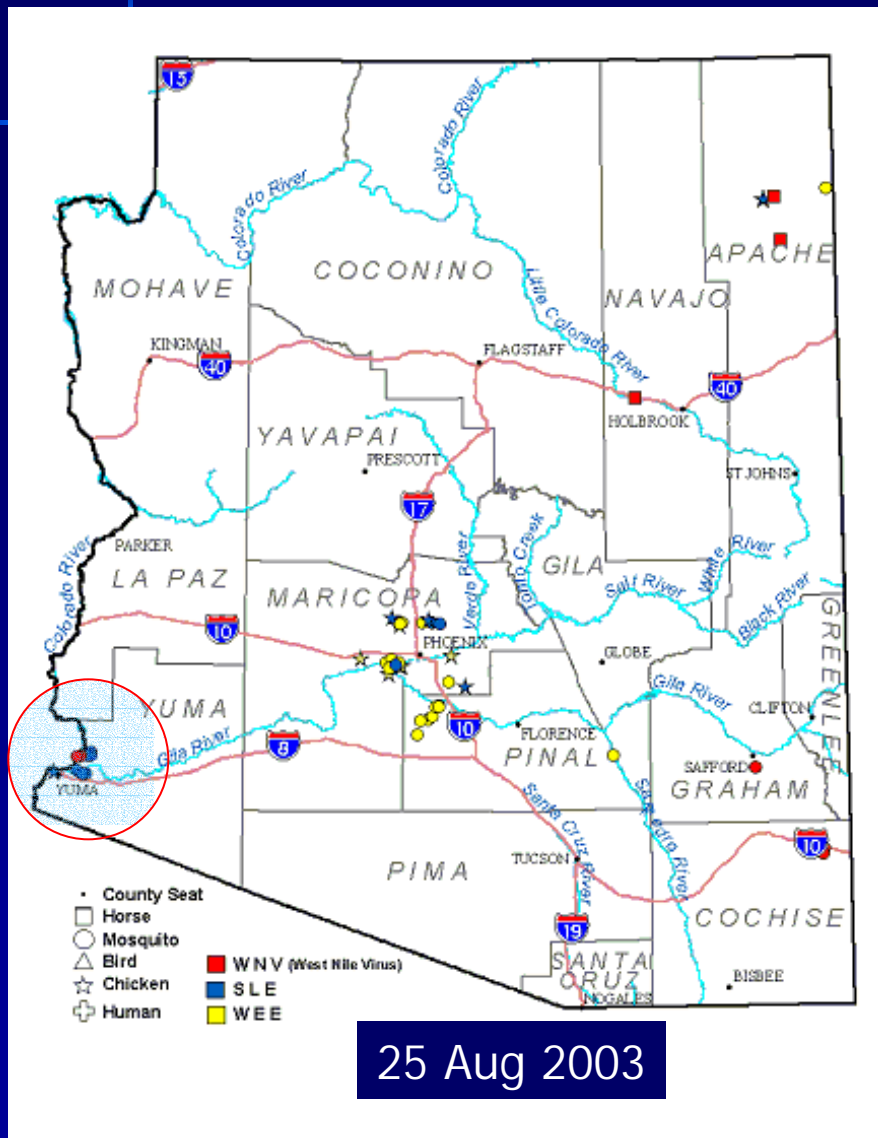 15
Colorado River
Colorado River
MOHAVE
COCONINO
NAVAJO
APACHE
Little Colorado River
KINGMAN
40
FLAGSTAFF
40
HOLBROOK
YAVAPAI
PRESCOTT
ST JOHNS
17
Verde River
Tonto Creek
White River
PARKER
Colorado River
LA PAZ
MARICOPA
GILA
Salt River
Black River
GREENLEE
10
PHOENIX
GLOBE
Gila River
CLIFTON
YUMA
Gila River
8
10
FLORENCE
PINAL
SAFFORD
GRAHAM
YUMA
Santa Cruz River
San Pedro River
PIMA
TUCSON
10
COCHISE
19
SANTA
CRUZ
NOGALES
BISBEE
County Seat
Horse
Mosquito
Bird
Chicken
Human
WNV (West Nile Virus)
SLE
WEE
25 Aug 2003